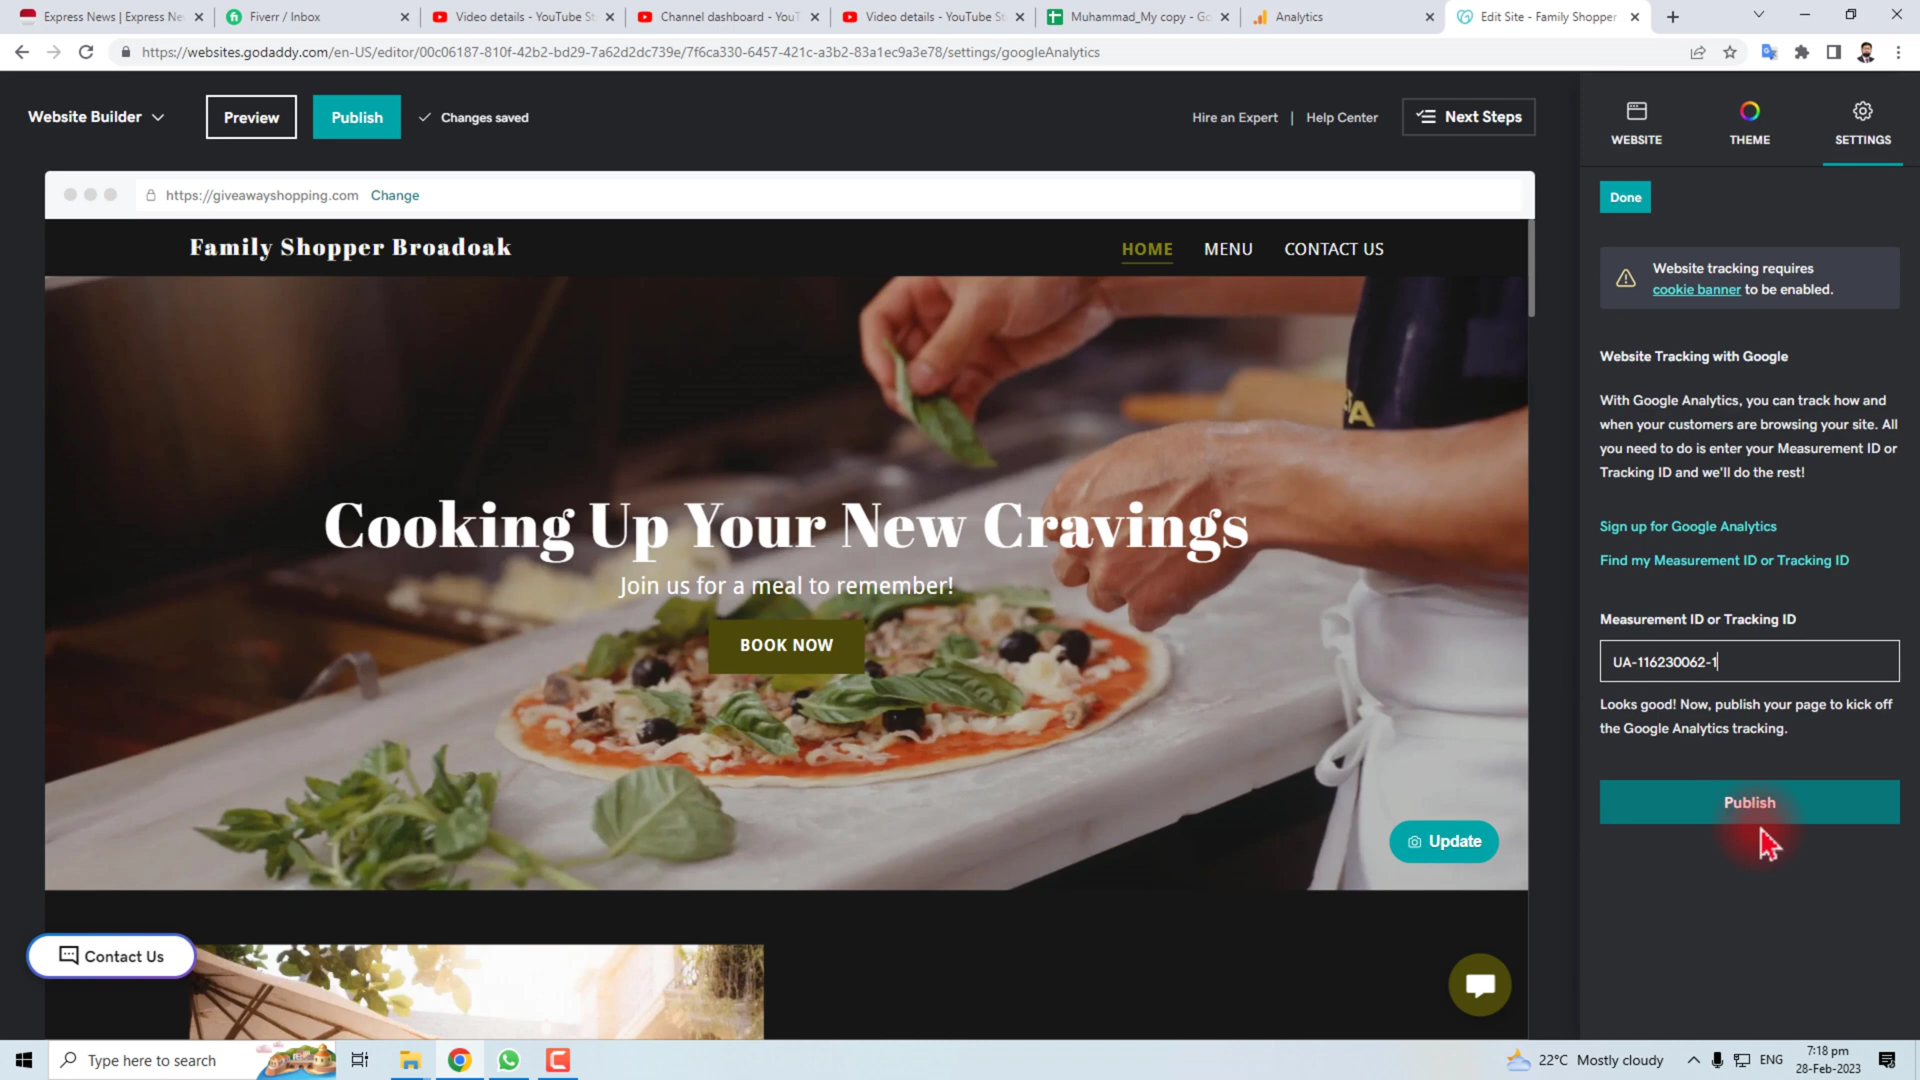 Express News | Express Ne
Fiverr / Inbox
Video details - YouTube St
Channel dashboard - YouT
Video details - YouTube St
Muhammad_My copy - Go
Analytics
Edit Site - Family Shopper
https://websites.godaddy.com/en-US/editor/00c06187-810f-42b2-bd29-7a62d2dc739e/7f6ca330-6457-421c-a3b2-83a1ec9a3e78/settings/googleAnalytics
Website Builder
Preview
Publish
Changes saved
Hire an Expert | Help Center
Next Steps
WEBSITE
THEME
SETTINGS
https://giveawayshopping.com Change
Family Shopper Broadoak
HOME
MENU
CONTACT US
Cooking Up Your New Cravings
Join us for a meal to remember!
BOOK NOW
Update
Contact Us
Done
Website tracking requires
cookie banner to be enabled.
Website Tracking with Google
With Google Analytics, you can track how and
when your customers are browsing your site. All
you need to do is enter your Measurement ID or
Tracking ID and we'll do the rest!
Sign up for Google Analytics
Find my Measurement ID or Tracking ID
Measurement ID or Tracking ID
UA-116230062-1
Looks good! Now, publish your page to kick off
the Google Analytics tracking.
Publish
Type here to search
22°C Mostly cloudy
ENG
7:18 pm
28-Feb-2023